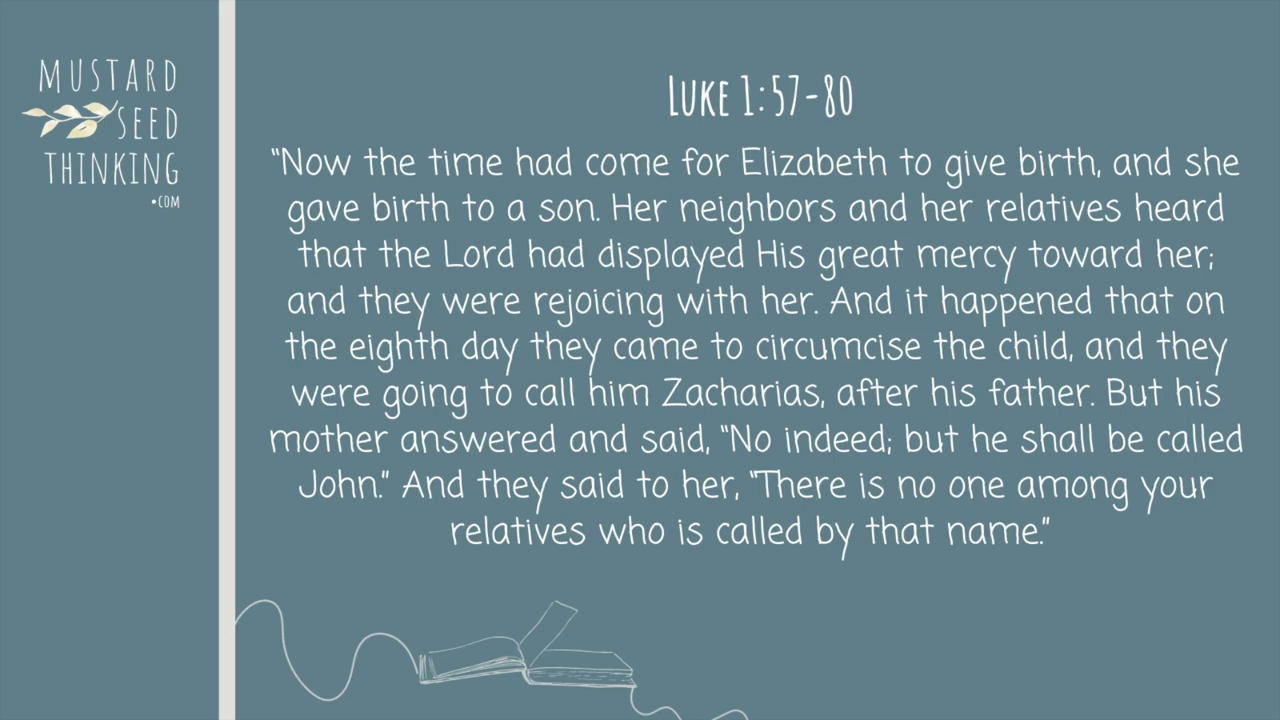 MUSTARD
SEED
THINKING
.COM
LUKE 1:57-80
"Now the time had come for Elizabeth to give birth, and she
gave birth to a son. Her neighbors and her relatives heard
that the Lord had displayed His great mercy toward her;
and they were rejoicing with her. And it happened that on
the eighth day they came to circumcise the child, and they
were going to call him Zacharias, after his father. But his
mother answered and said, "No indeed; but he shall be called
John." And they said to her, "There is no one among your
relatives who is called by that name."